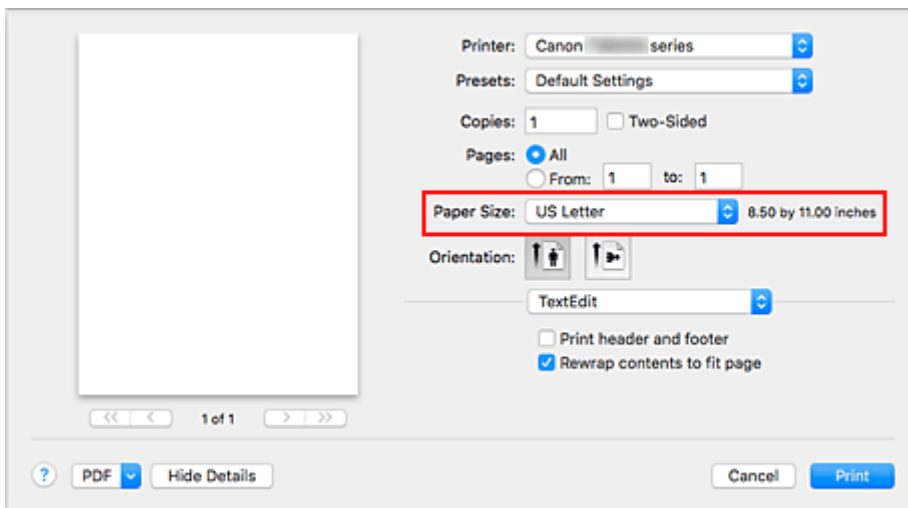 Printer: Canon series
Presets: Default Settings
Copies: 1 Two-Sided
Pages: All
From: 1 to: 1
Paper Size: US Letter 8.50 by 11.00 inches
Orientation:
TextEdit
Print header and footer
Rewrap contents to fit page
<< < 1 of 1 > >>
? PDF Hide Details Cancel Print